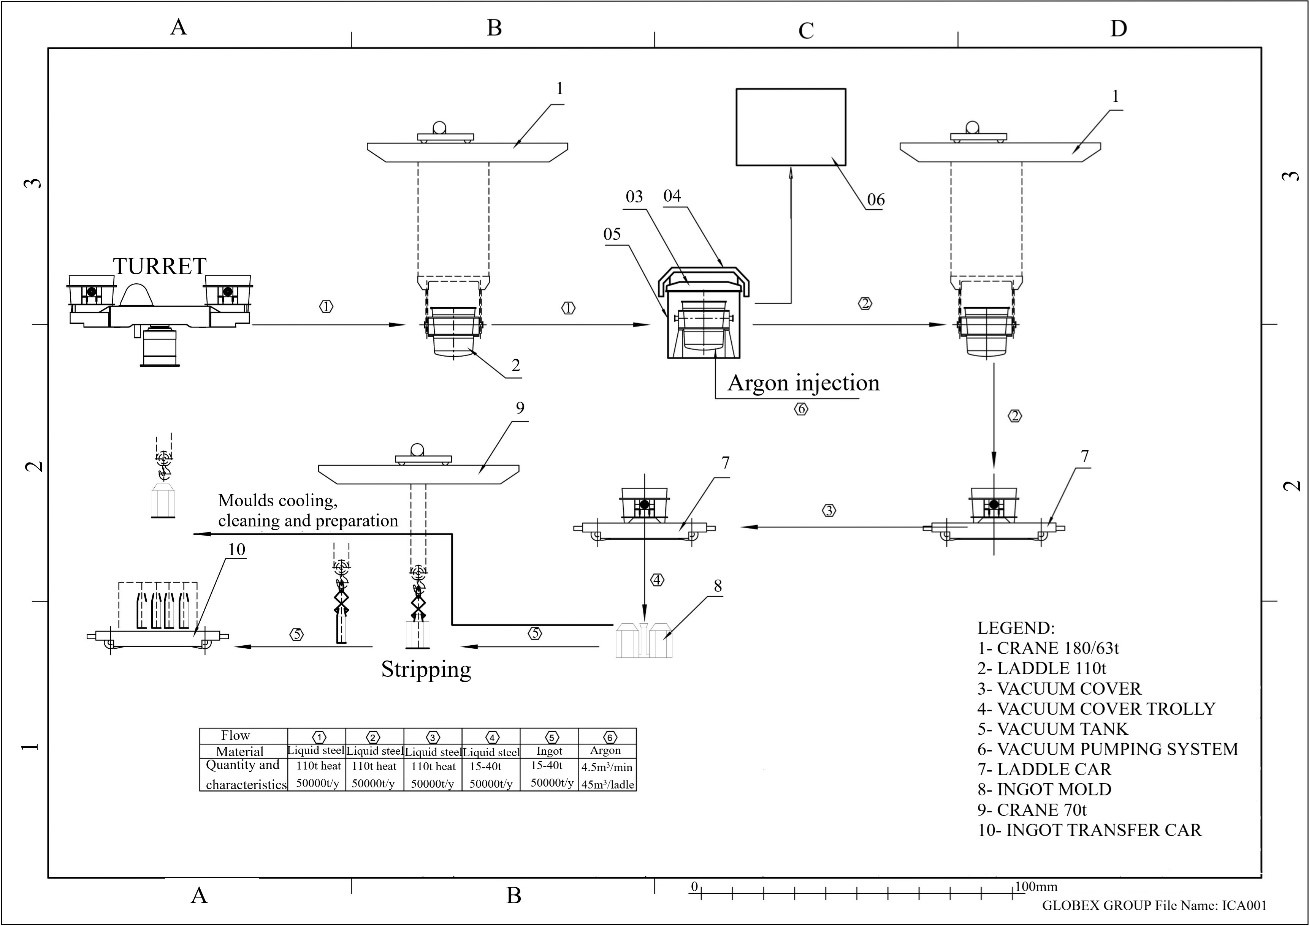 A B C D
1 1
3 3
03 04 06
05
TURRET
1 1 2
2
Argon injection
6
2
9
7 7
2 2
Moulds cooling,
cleaning and preparation
3
10
4 8
5 5
Stripping
LEGEND:
1- CRANE 180/63t
2- LADDLE 110t
3- VACUUM COVER
4- VACUUM COVER TROLLY
5- VACUUM TANK
6- VACUUM PUMPING SYSTEM
7- LADDLE CAR
8- INGOT MOLD
9- CRANE 70t
10- INGOT TRANSFER CAR
1
Flow 1 2 3 4 5 6
Material Liquid steel Liquid steel Liquid steel Liquid steel Ingot Argon
Quantity and 110t heat 110t heat 110t heat 15-40t 15-40t 4.5m³/min
characteristics 50000t/y 50000t/y 50000t/y 50000t/y 50000t/y 45m³/ladle
A B
0 100mm
GLOBEX GROUP File Name: ICA001